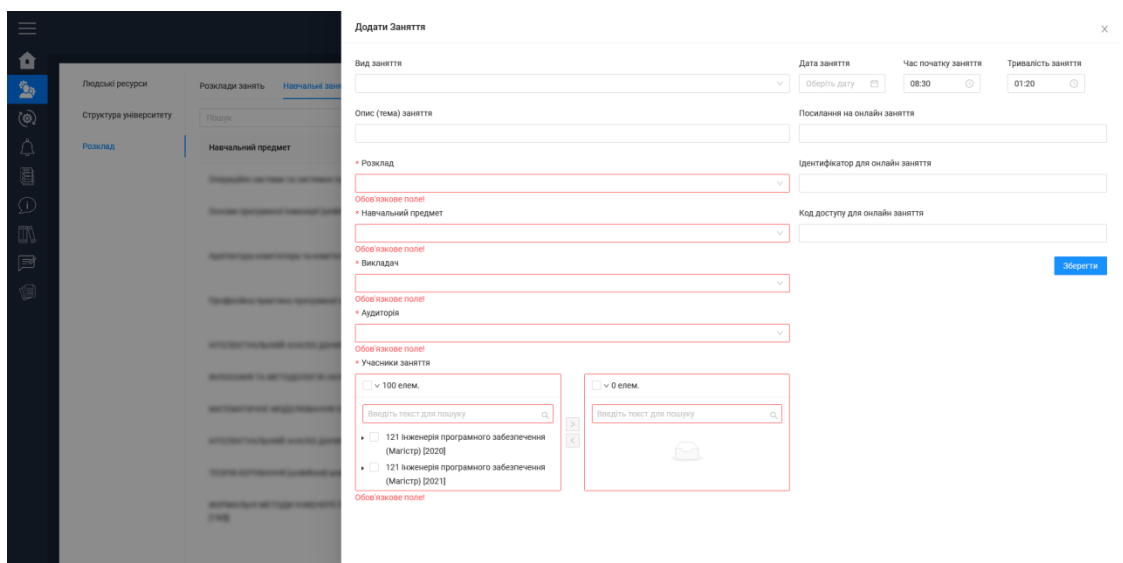 Додати Заняття
Людські ресурси
Структура університету
Розклад
Розклади занять Навчальні заня
Пошук
Навчальний предмет
Вид заняття
Опис (тема) заняття
* Розклад
Обов'язкове поле!
* Навчальний предмет
Обов'язкове поле!
* Викладач
Обов'язкове поле!
* Аудиторія
Обов'язкове поле!
* Учасники заняття
100 елем.
Введіть текст для пошуку
121 Інженерія програмного забезпечення
(Магістр) [2020]
121 Інженерія програмного забезпечення
(Магістр) [2021]
0 елем.
Введіть текст для пошуку
Обов'язкове поле!
Дата заняття Час початку заняття Тривалість заняття
Оберіть дату 08:30 01:20
Посилання на онлайн заняття
Ідентифікатор для онлайн заняття
Код доступу для онлайн заняття
Зберегти